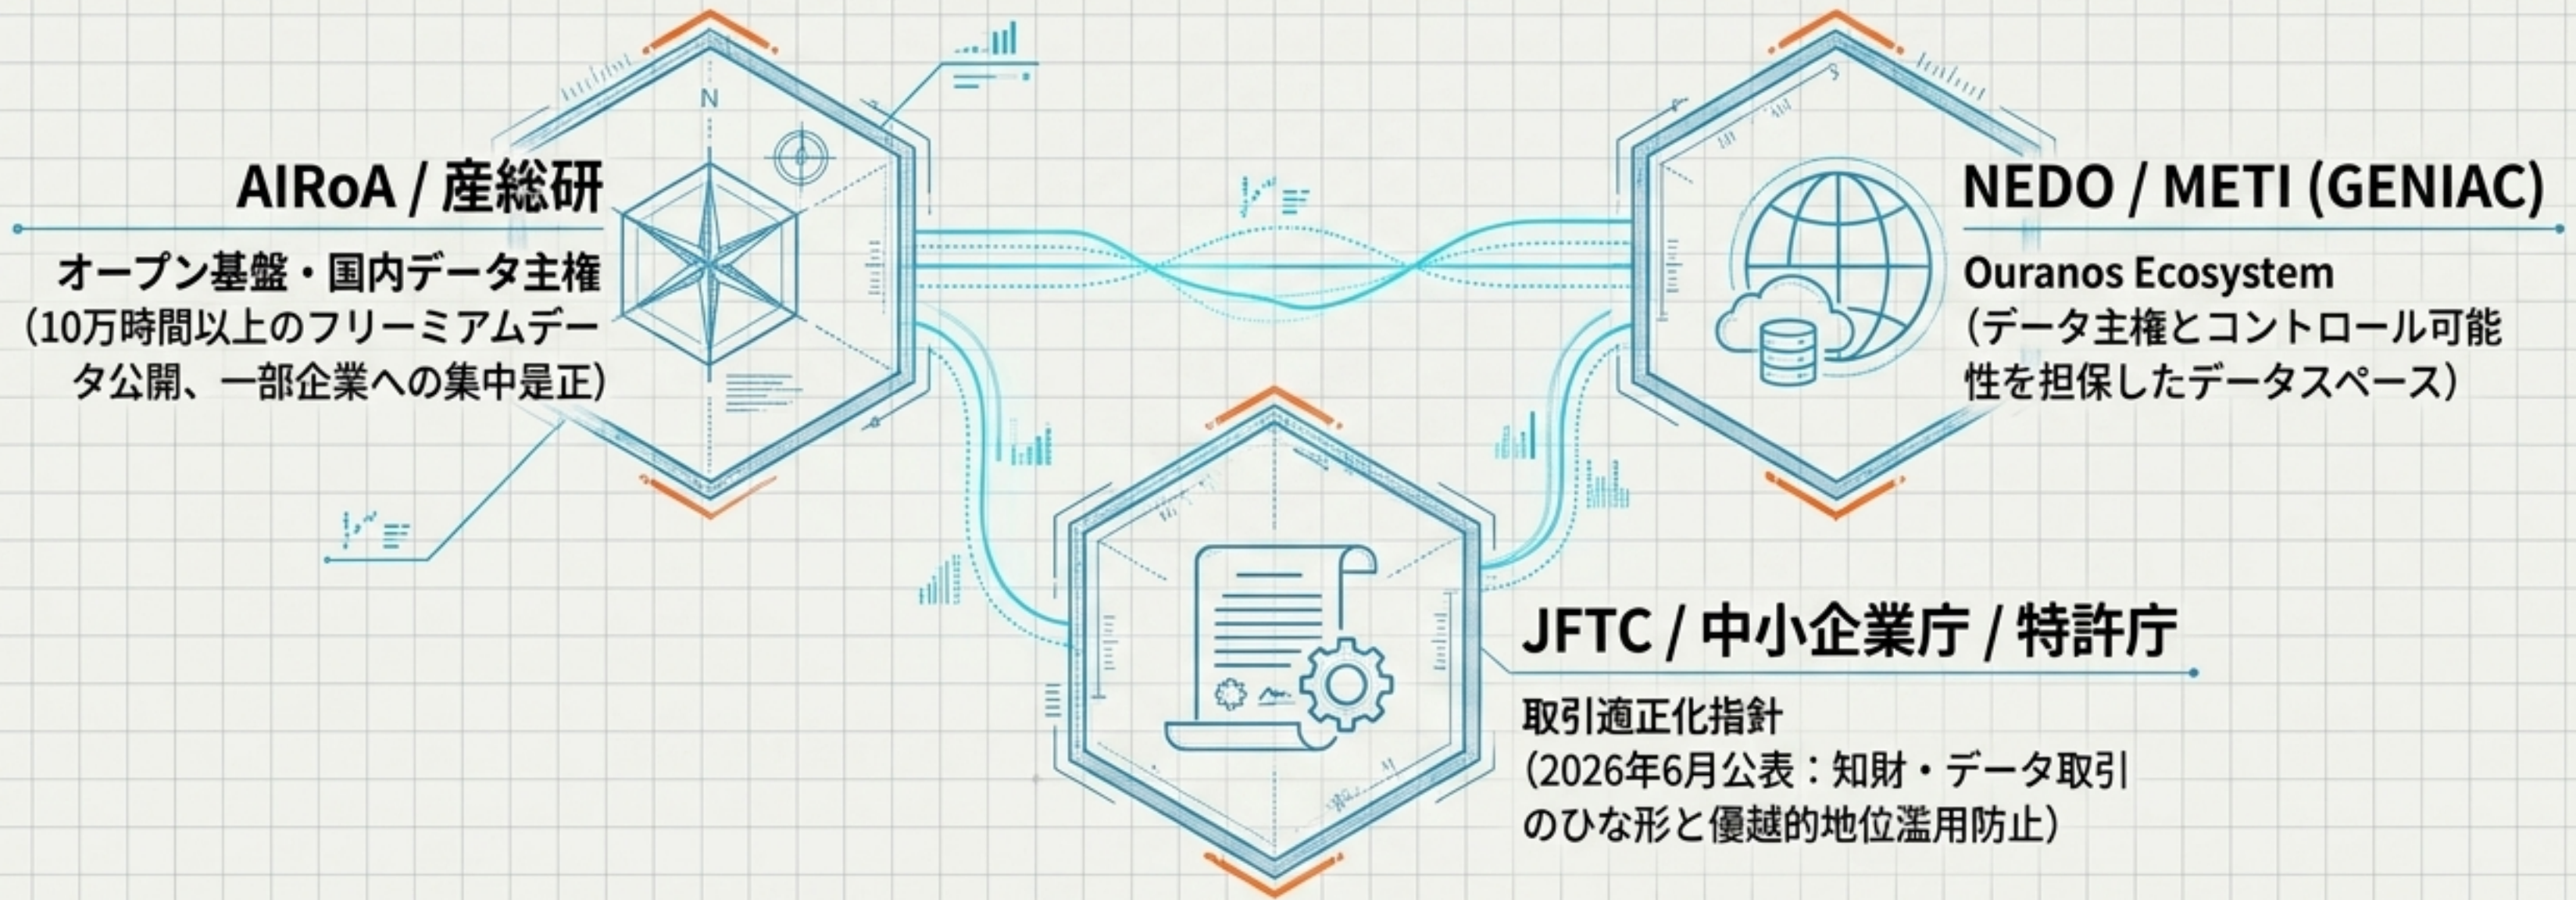 N
AIRoA / 産総研
オープン基盤・国内データ主権
（10万時間以上のフリーミアムデー
タ公開、一部企業への集中是正）
S
NEDO / METI (GENIAC)
Ouranos Ecosystem
（データ主権とコントロール可能
性を担保したデータスペース）
JFTC / 中小企業庁 / 特許庁
取引適正化指針
（2026年6月公表：知財・データ取引
のひな形と優越的地位濫用防止）